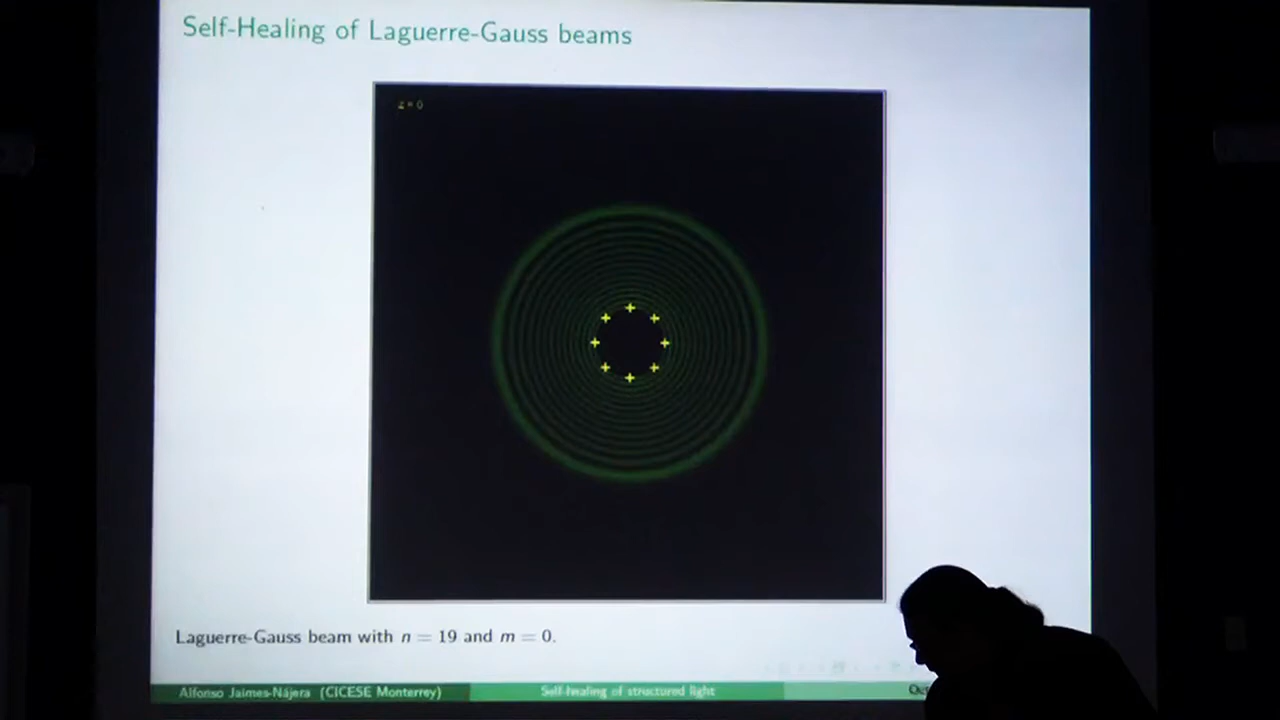 Self-Healing of Laguerre-Gauss beams
z = 0
Laguerre-Gauss beam with n = 19 and m = 0.
Alfonso Jaimes-Nájera (CICESE Monterrey)
Self-healing of structured light